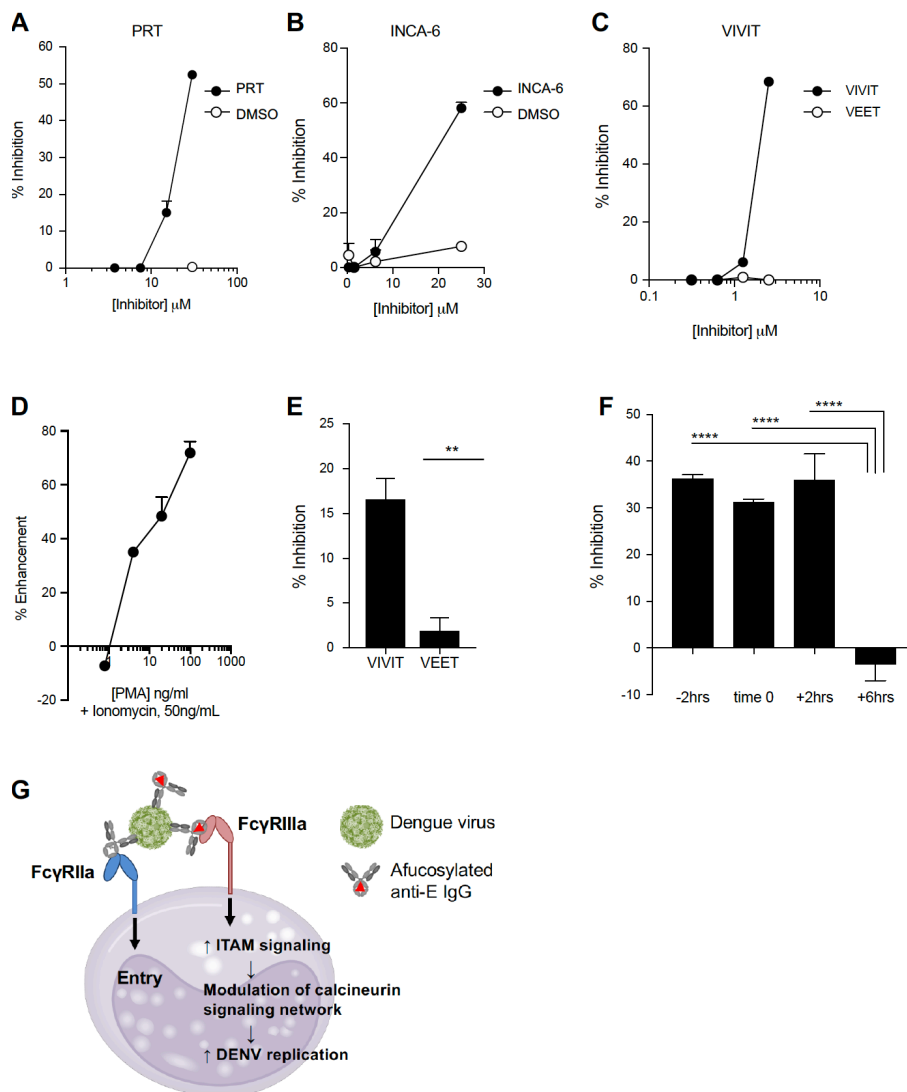 A
PRT
% Inhibition
60
50
40
30
20
10
0
1
10
100
[Inhibitor] μM
PRT
DMSO
B
INCA-6
% Inhibition
80
60
40
20
0
0
10
20
30
[Inhibitor] μM
INCA-6
DMSO
C
VIVIT
% Inhibition
80
60
40
20
0
0.1
1
10
[Inhibitor] μM
VIVIT
VEET
D
% Enhancement
80
60
40
20
0
-20
1
10
100
1000
[PMA] ng/ml
+ Ionomycin, 50ng/mL
E
% Inhibition
25
20
15
10
5
0
**
VIVIT
VEET
F
% Inhibition
50
40
30
20
10
0
-10
****
****
****
-2hrs
time 0
+2hrs
+6hrs
G
FcγRIIa
FcγRIIIa
Dengue virus
Afucosylated
anti-E IgG
Entry
↑ ITAM signaling
↓
Modulation of calcineurin
signaling network
↓
↑ DENV replication